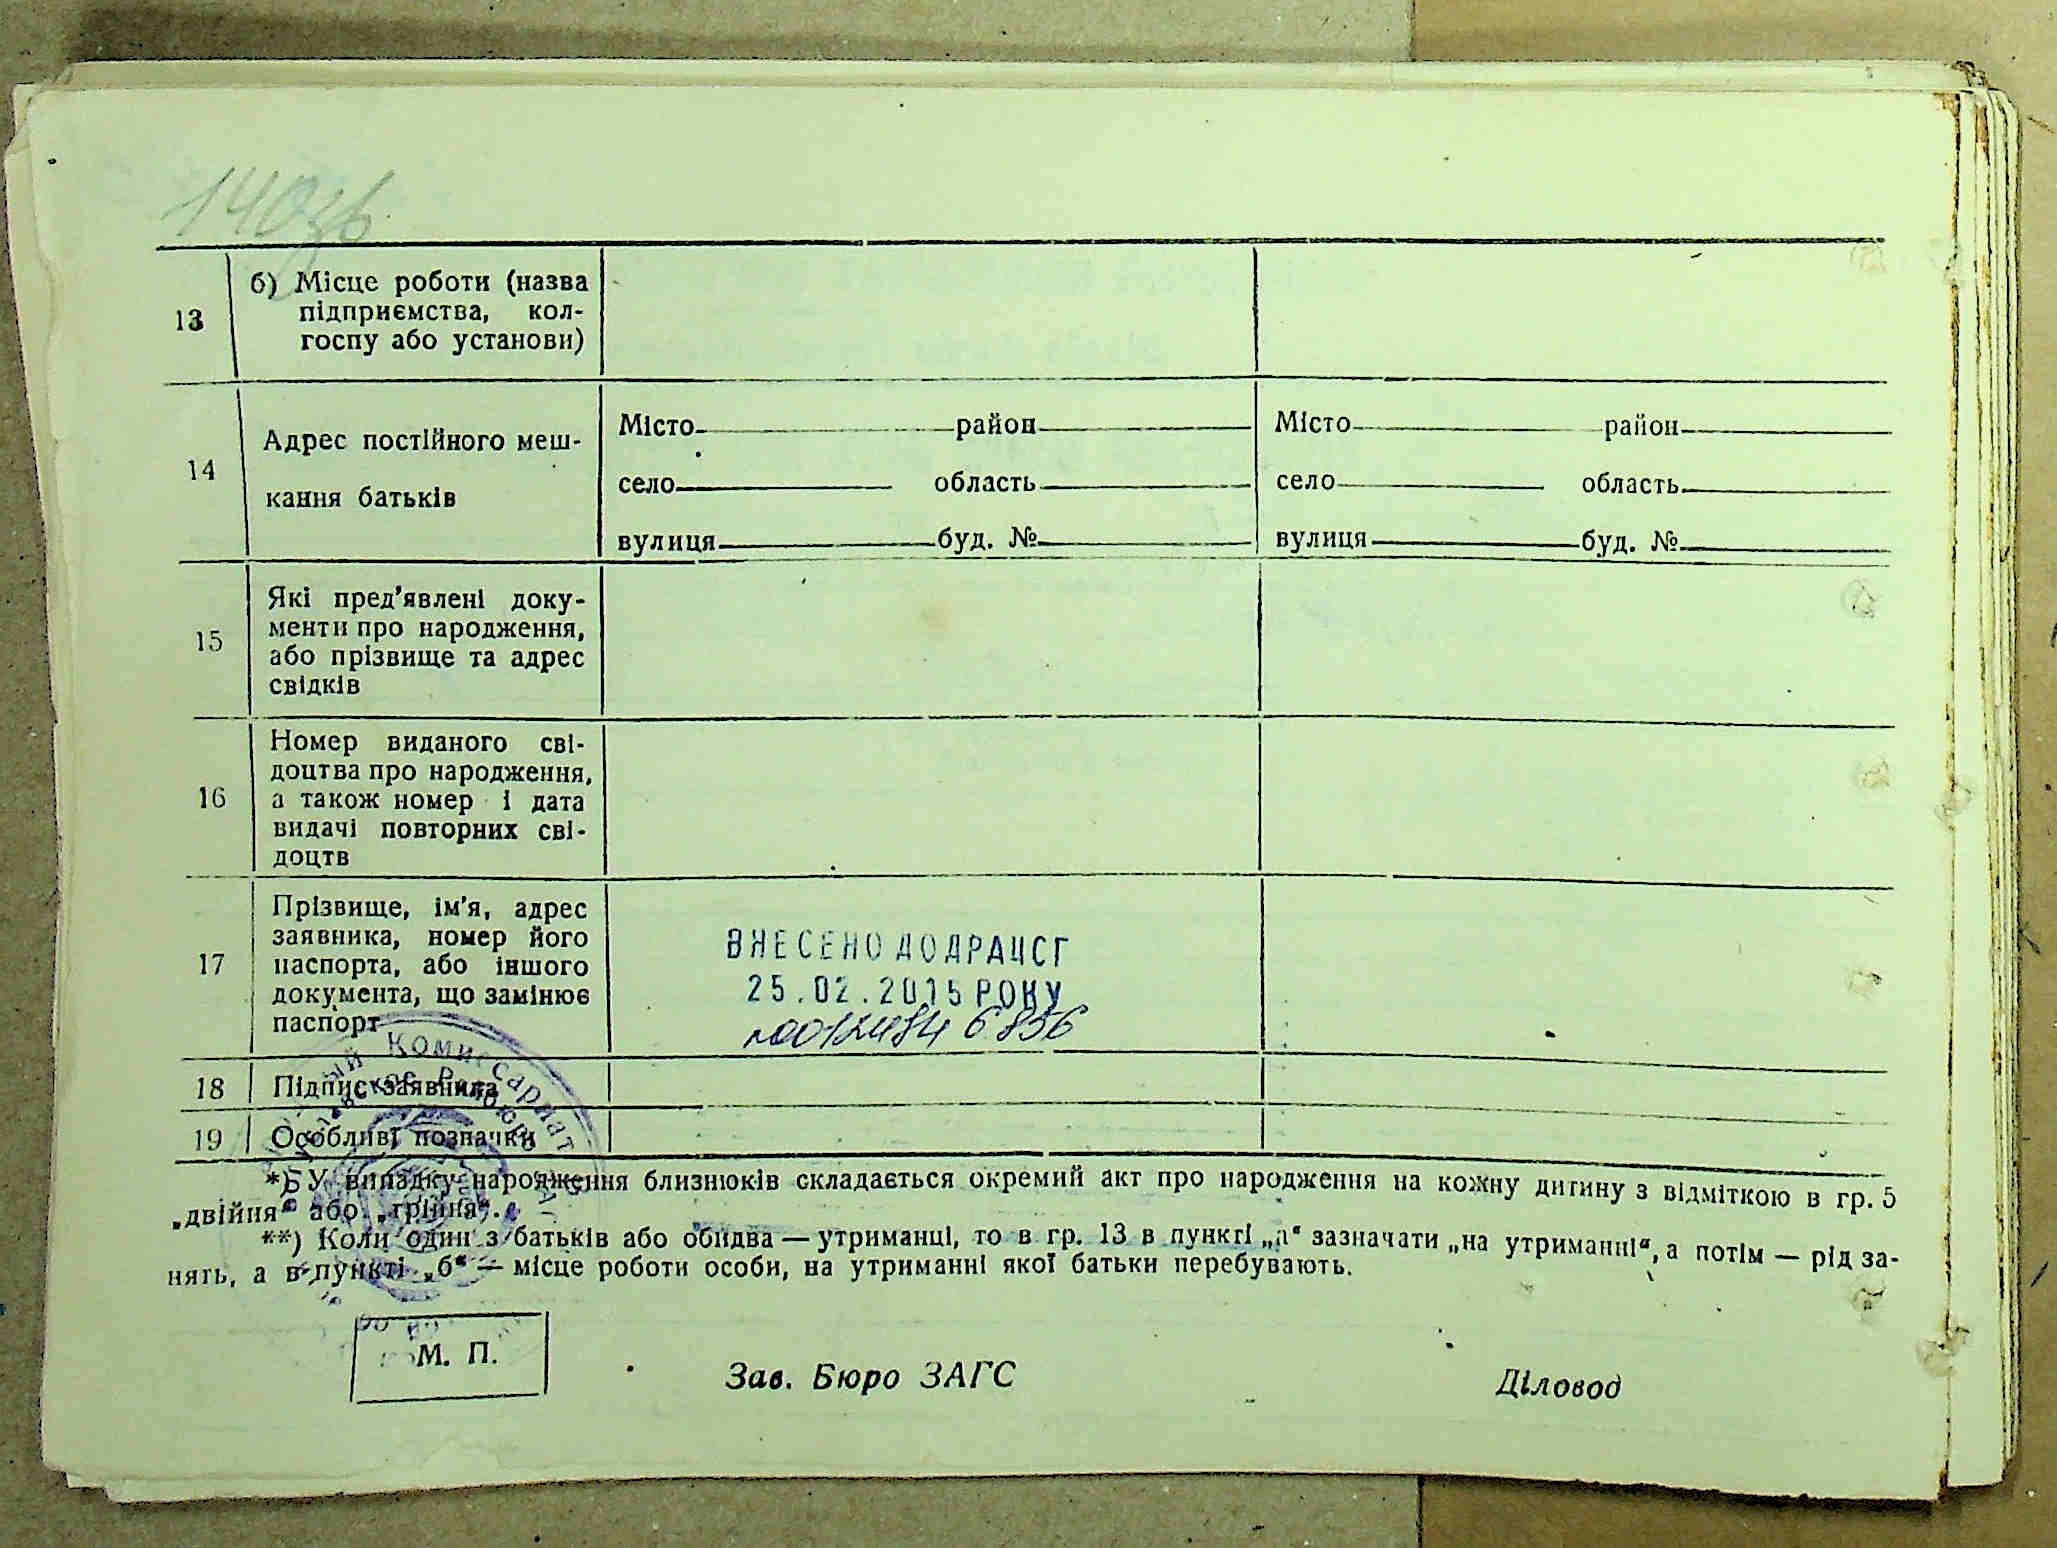 140зв
13
б) Місце роботи (назва
підприємства, кол-
госпу або установи)
14
Адрес постійного меш-
кання батьків
Місто район
село область
вулиця буд. №
Місто район
село область
вулиця буд. №
15
Які пред'явлені доку-
менти про народження,
або прізвище та адрес
свідків
16
Номер виданого сві-
доцтва про народження,
а також номер і дата
видачі повторних сві-
доцтв
17
Прізвище, ім'я, адрес
заявника, номер його
паспорта, або іншого
документа, що замінює
паспорт
ВНЕСЕНО ДО ДРАЦСГ
25.02.2015 РОКУ
18 Підпис заявника
19 Особливі позначки
Комиссариат
*) У випадку народження близнюків складається окремий акт про народження на кожну дитину з відміткою в гр. 5
„двійня“ або „трійня“.
**) Коли один з батьків або обидва — утриманці, то в гр. 13 в пункті „а“ зазначати „на утриманні“, а потім — рід за-
нять, а в пункті „б“ — місце роботи особи, на утриманні якої батьки перебувають.
М. П.
Зав. Бюро ЗАГС
Діловод